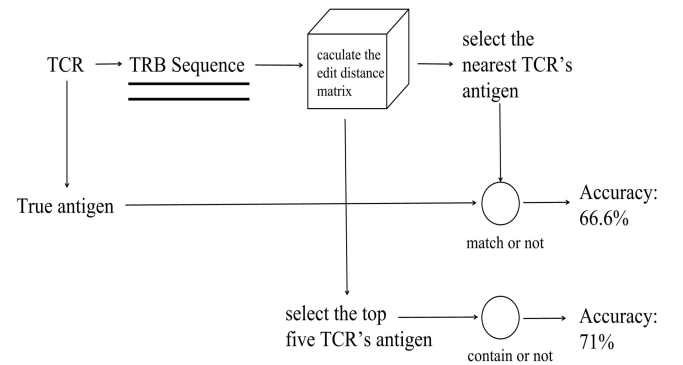 TCR
TRB Sequence
caculate the
edit distance
matrix
select the
nearest TCR's
antigen
True antigen
match or not
Accuracy:
66.6%
select the top
five TCR's antigen
contain or not
Accuracy:
71%